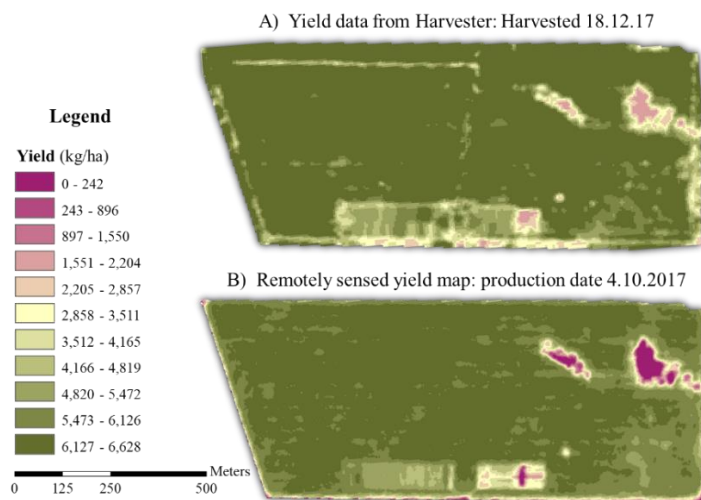 A) Yield data from Harvester: Harvested 18.12.17
Legend
Yield (kg/ha)
0 - 242
243 - 896
897 - 1,550
1,551 - 2,204
2,205 - 2,857
2,858 - 3,511
3,512 - 4,165
4,166 - 4,819
4,820 - 5,472
5,473 - 6,126
6,127 - 6,628
Meters
0 125 250 500
B) Remotely sensed yield map: production date 4.10.2017